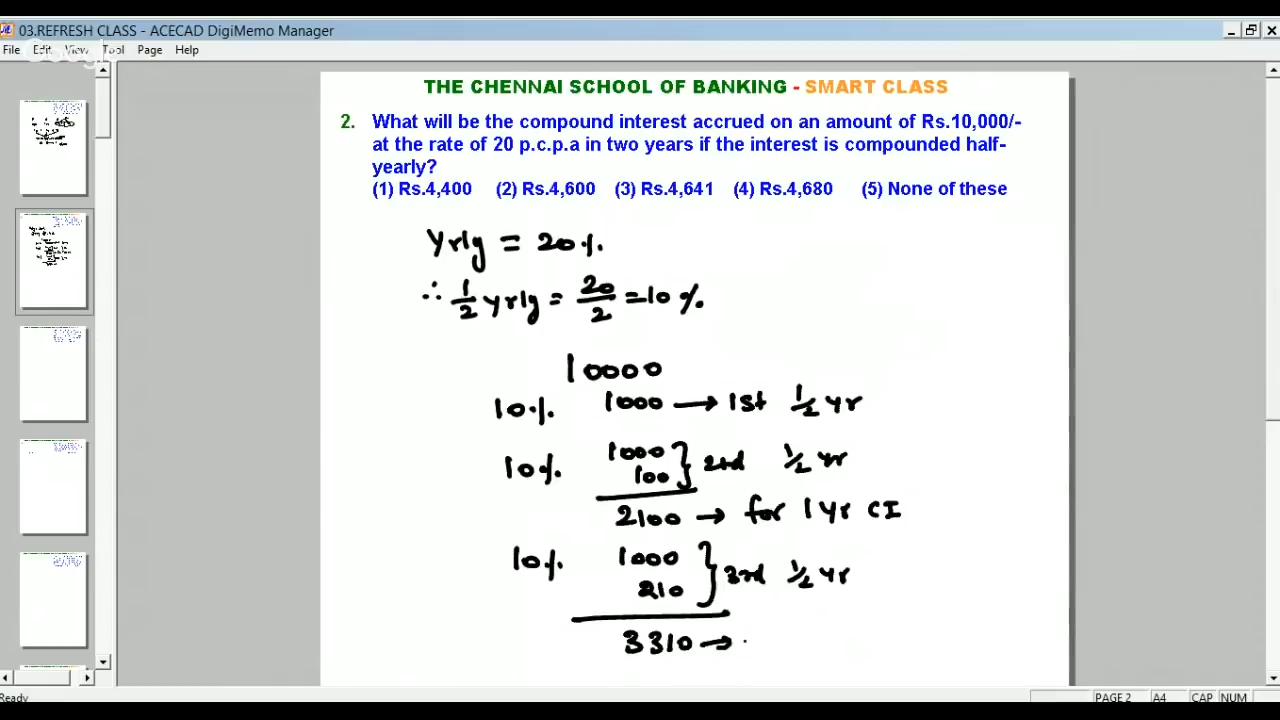 03.REFRESH CLASS - ACECAD DigiMemo Manager
File Edit View Tool Page Help
Google
THE CHENNAI SCHOOL OF BANKING - SMART CLASS
2. What will be the compound interest accrued on an amount of Rs.10,000/-
at the rate of 20 p.c.p.a in two years if the interest is compounded half-
yearly?
(1) Rs.4,400 (2) Rs.4,600 (3) Rs.4,641 (4) Rs.4,680 (5) None of these
Yrly = 20%
∴ 1/2 yrly = 20/2 = 10%
10000
10% 1000 → 1st 1/2 yr
10% 1000
100 } 2nd 1/2 yr
2100 → for 1 yr CI
10% 1000
210 } 3rd 1/2 yr
3310 →
Ready PAGE 2 A4 CAP NUM